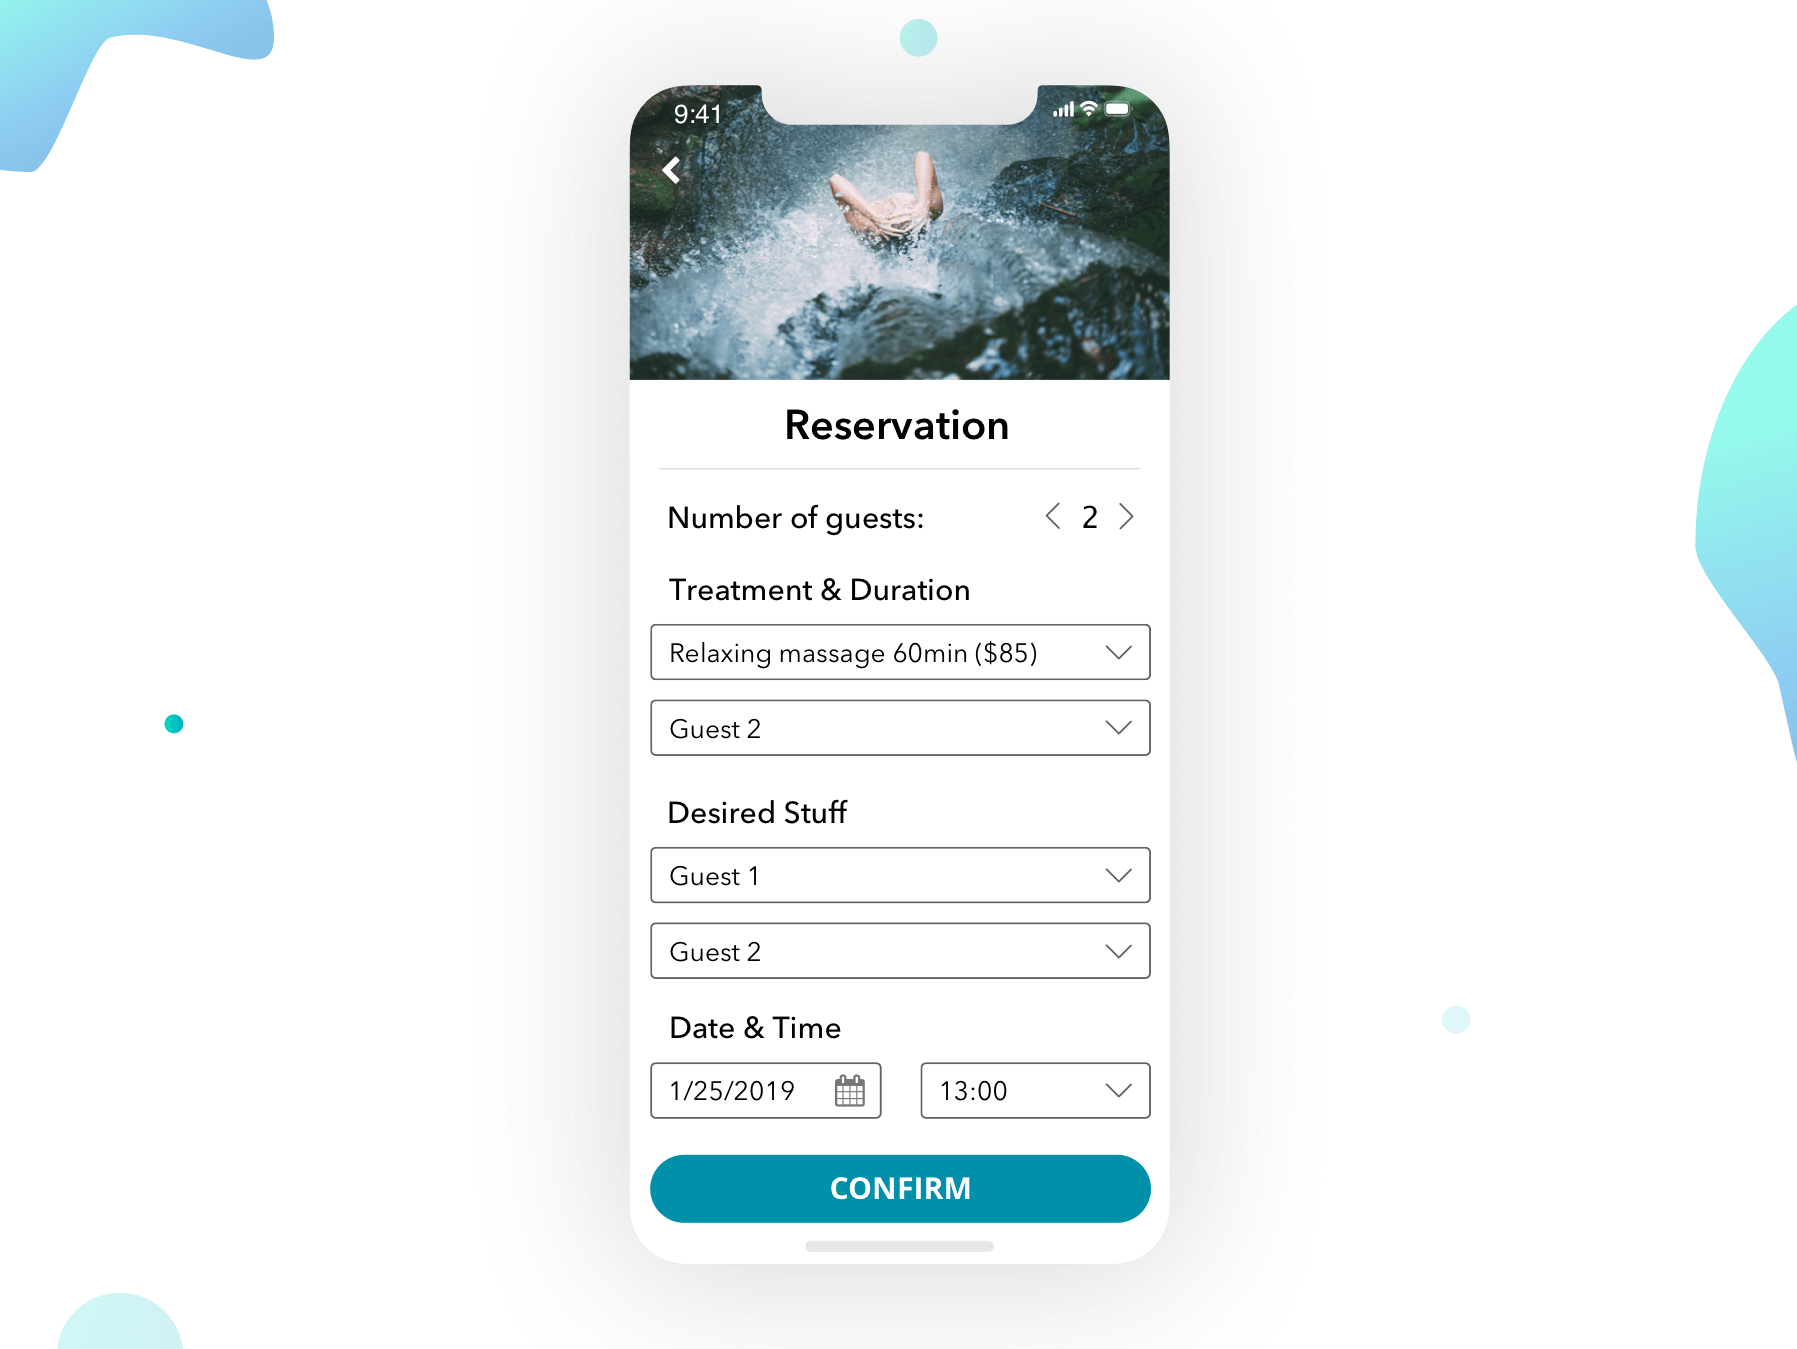 9:41
Reservation
Number of guests: 2
Treatment & Duration
Relaxing massage 60min ($85)
Guest 2
Desired Stuff
Guest 1
Guest 2
Date & Time
1/25/2019 13:00
CONFIRM